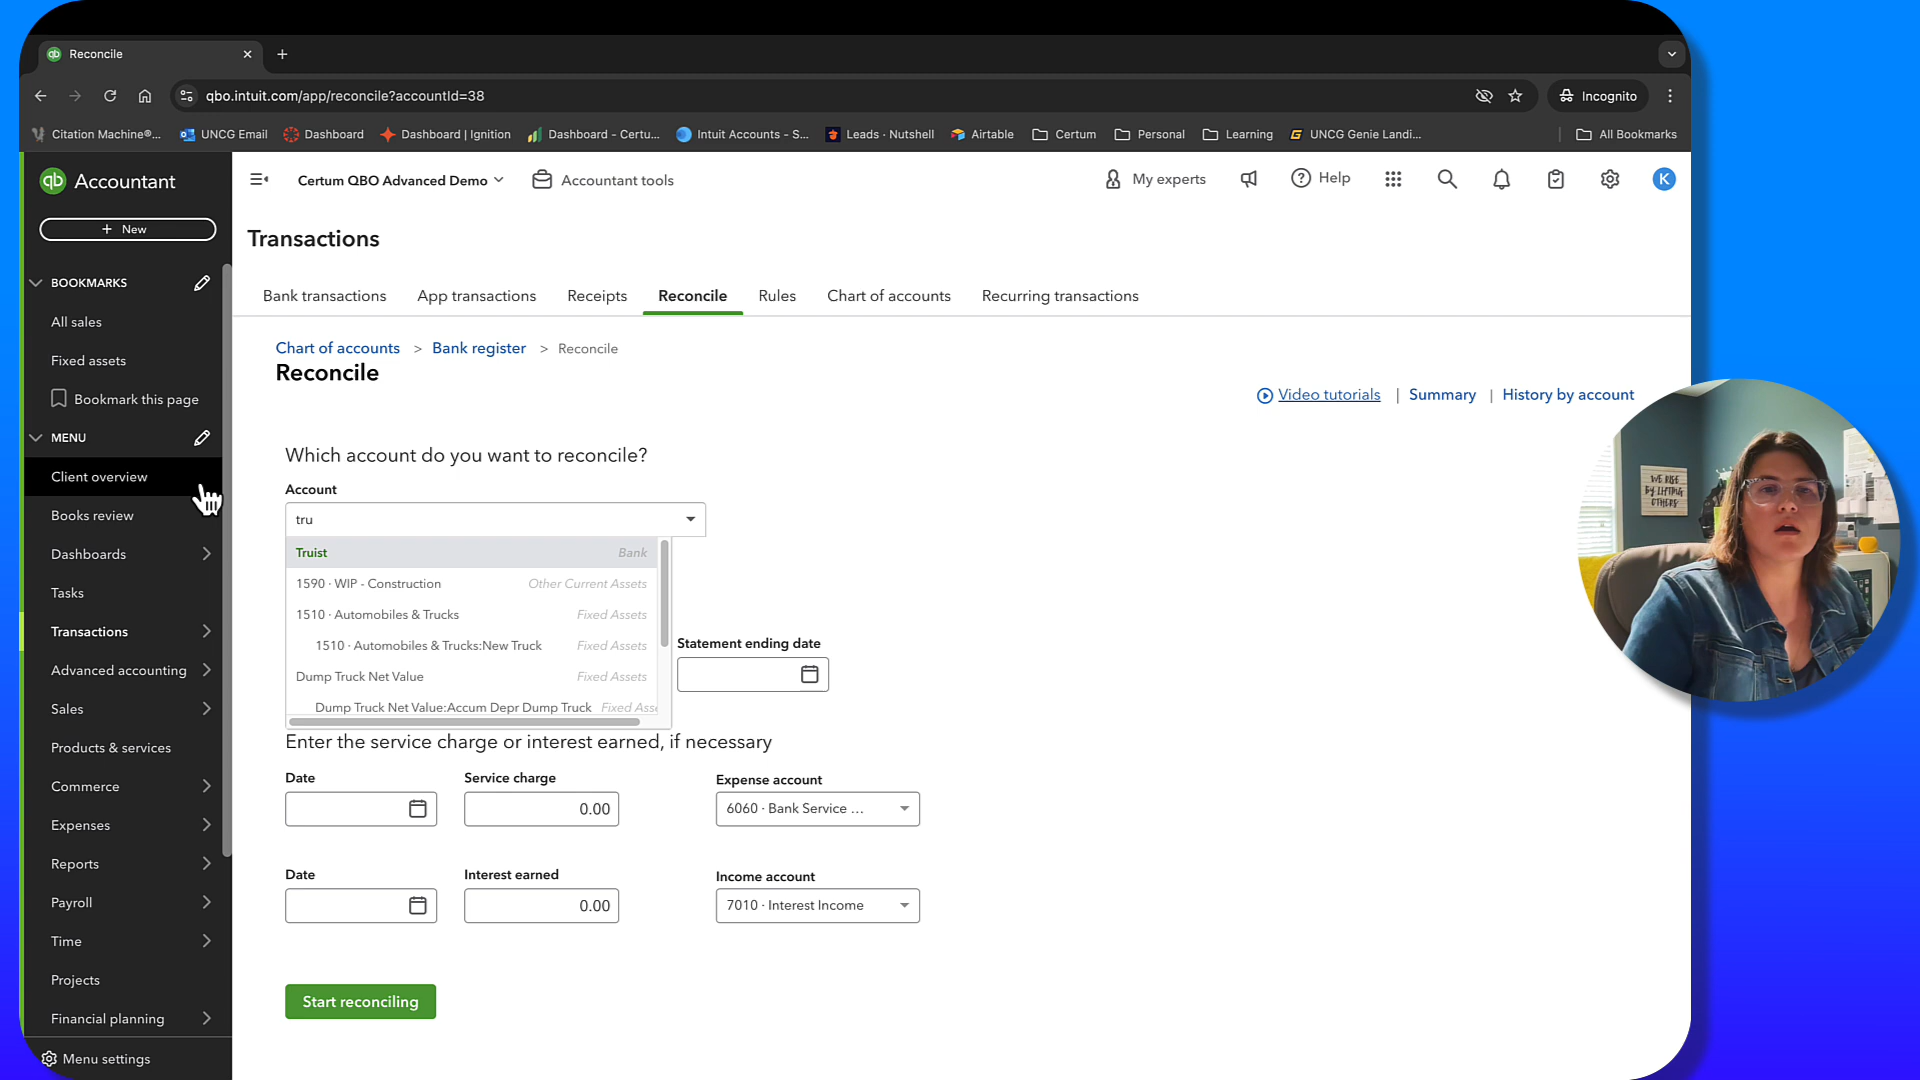 Reconcile
qbo.intuit.com/app/reconcile?accountId=38
Incognito
Citation Machine®...
UNCG Email
Dashboard
Dashboard | Ignition
Dashboard - Certu...
Intuit Accounts - S...
Leads · Nutshell
Airtable
Certum
Personal
Learning
UNCG Genie Landi...
All Bookmarks
qb Accountant
Certum QBO Advanced Demo
Accountant tools
My experts
Help
K
+ New
BOOKMARKS
All sales
Fixed assets
Bookmark this page
MENU
Client overview
Books review
Dashboards
Tasks
Transactions
Advanced accounting
Sales
Products & services
Commerce
Expenses
Reports
Payroll
Time
Projects
Financial planning
Menu settings
Transactions
Bank transactions
App transactions
Receipts
Reconcile
Rules
Chart of accounts
Recurring transactions
Chart of accounts > Bank register > Reconcile
Reconcile
Video tutorials | Summary | History by account
Which account do you want to reconcile?
Account
tru
Truist Bank
1590 · WIP - Construction Other Current Assets
1510 · Automobiles & Trucks Fixed Assets
1510 · Automobiles & Trucks:New Truck Fixed Assets
Dump Truck Net Value Fixed Assets
Dump Truck Net Value:Accum Depr Dump Truck Fixed Asse
Statement ending date
Enter the service charge or interest earned, if necessary
Date Service charge Expense account
0.00 6060 · Bank Service ...
Date Interest earned Income account
0.00 7010 · Interest Income
Start reconciling
WE RISE
BY LIFTING
OTHERS